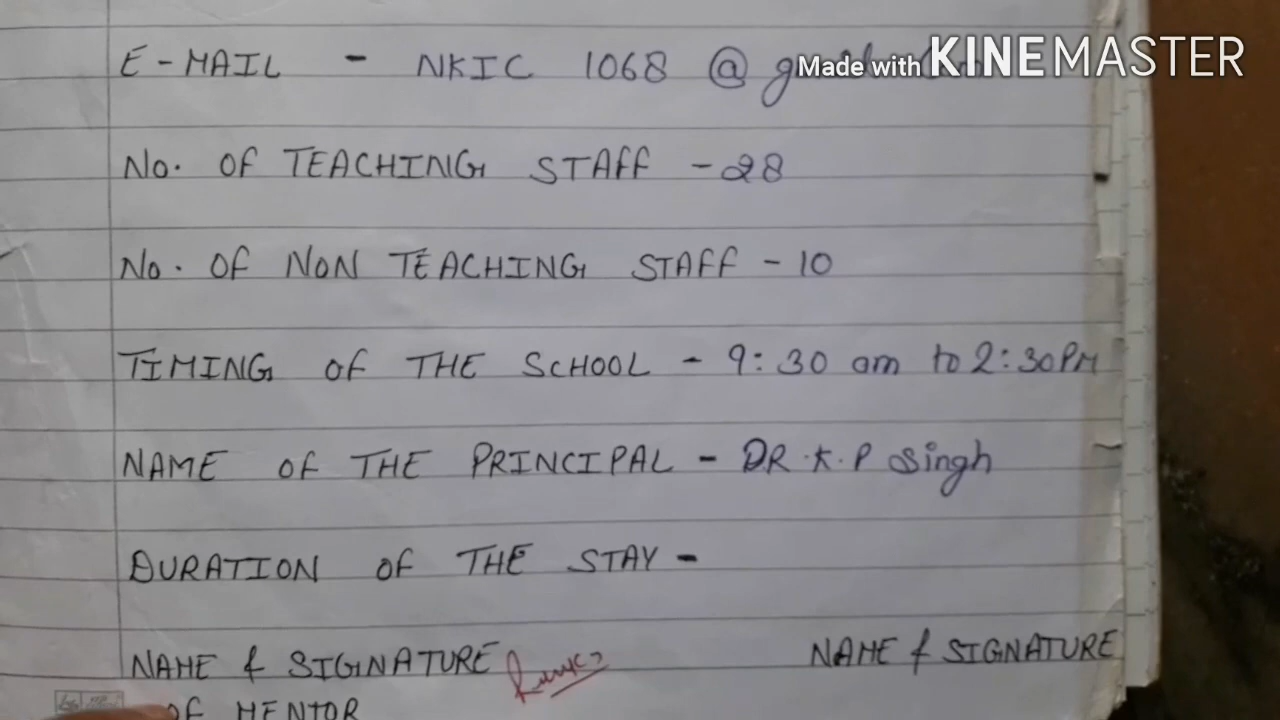 E-MAIL - NKIC 1068 @
Made with KINEMASTER
No. OF TEACHING STAFF - 28
No. OF NON TEACHING STAFF - 10
TIMING OF THE SCHOOL - 9:30 am to 2:30PM
NAME OF THE PRINCIPAL - DR.K.P Singh
DURATION OF THE STAY -
NAME & SIGNATURE NAME & SIGNATURE
OF MENTOR